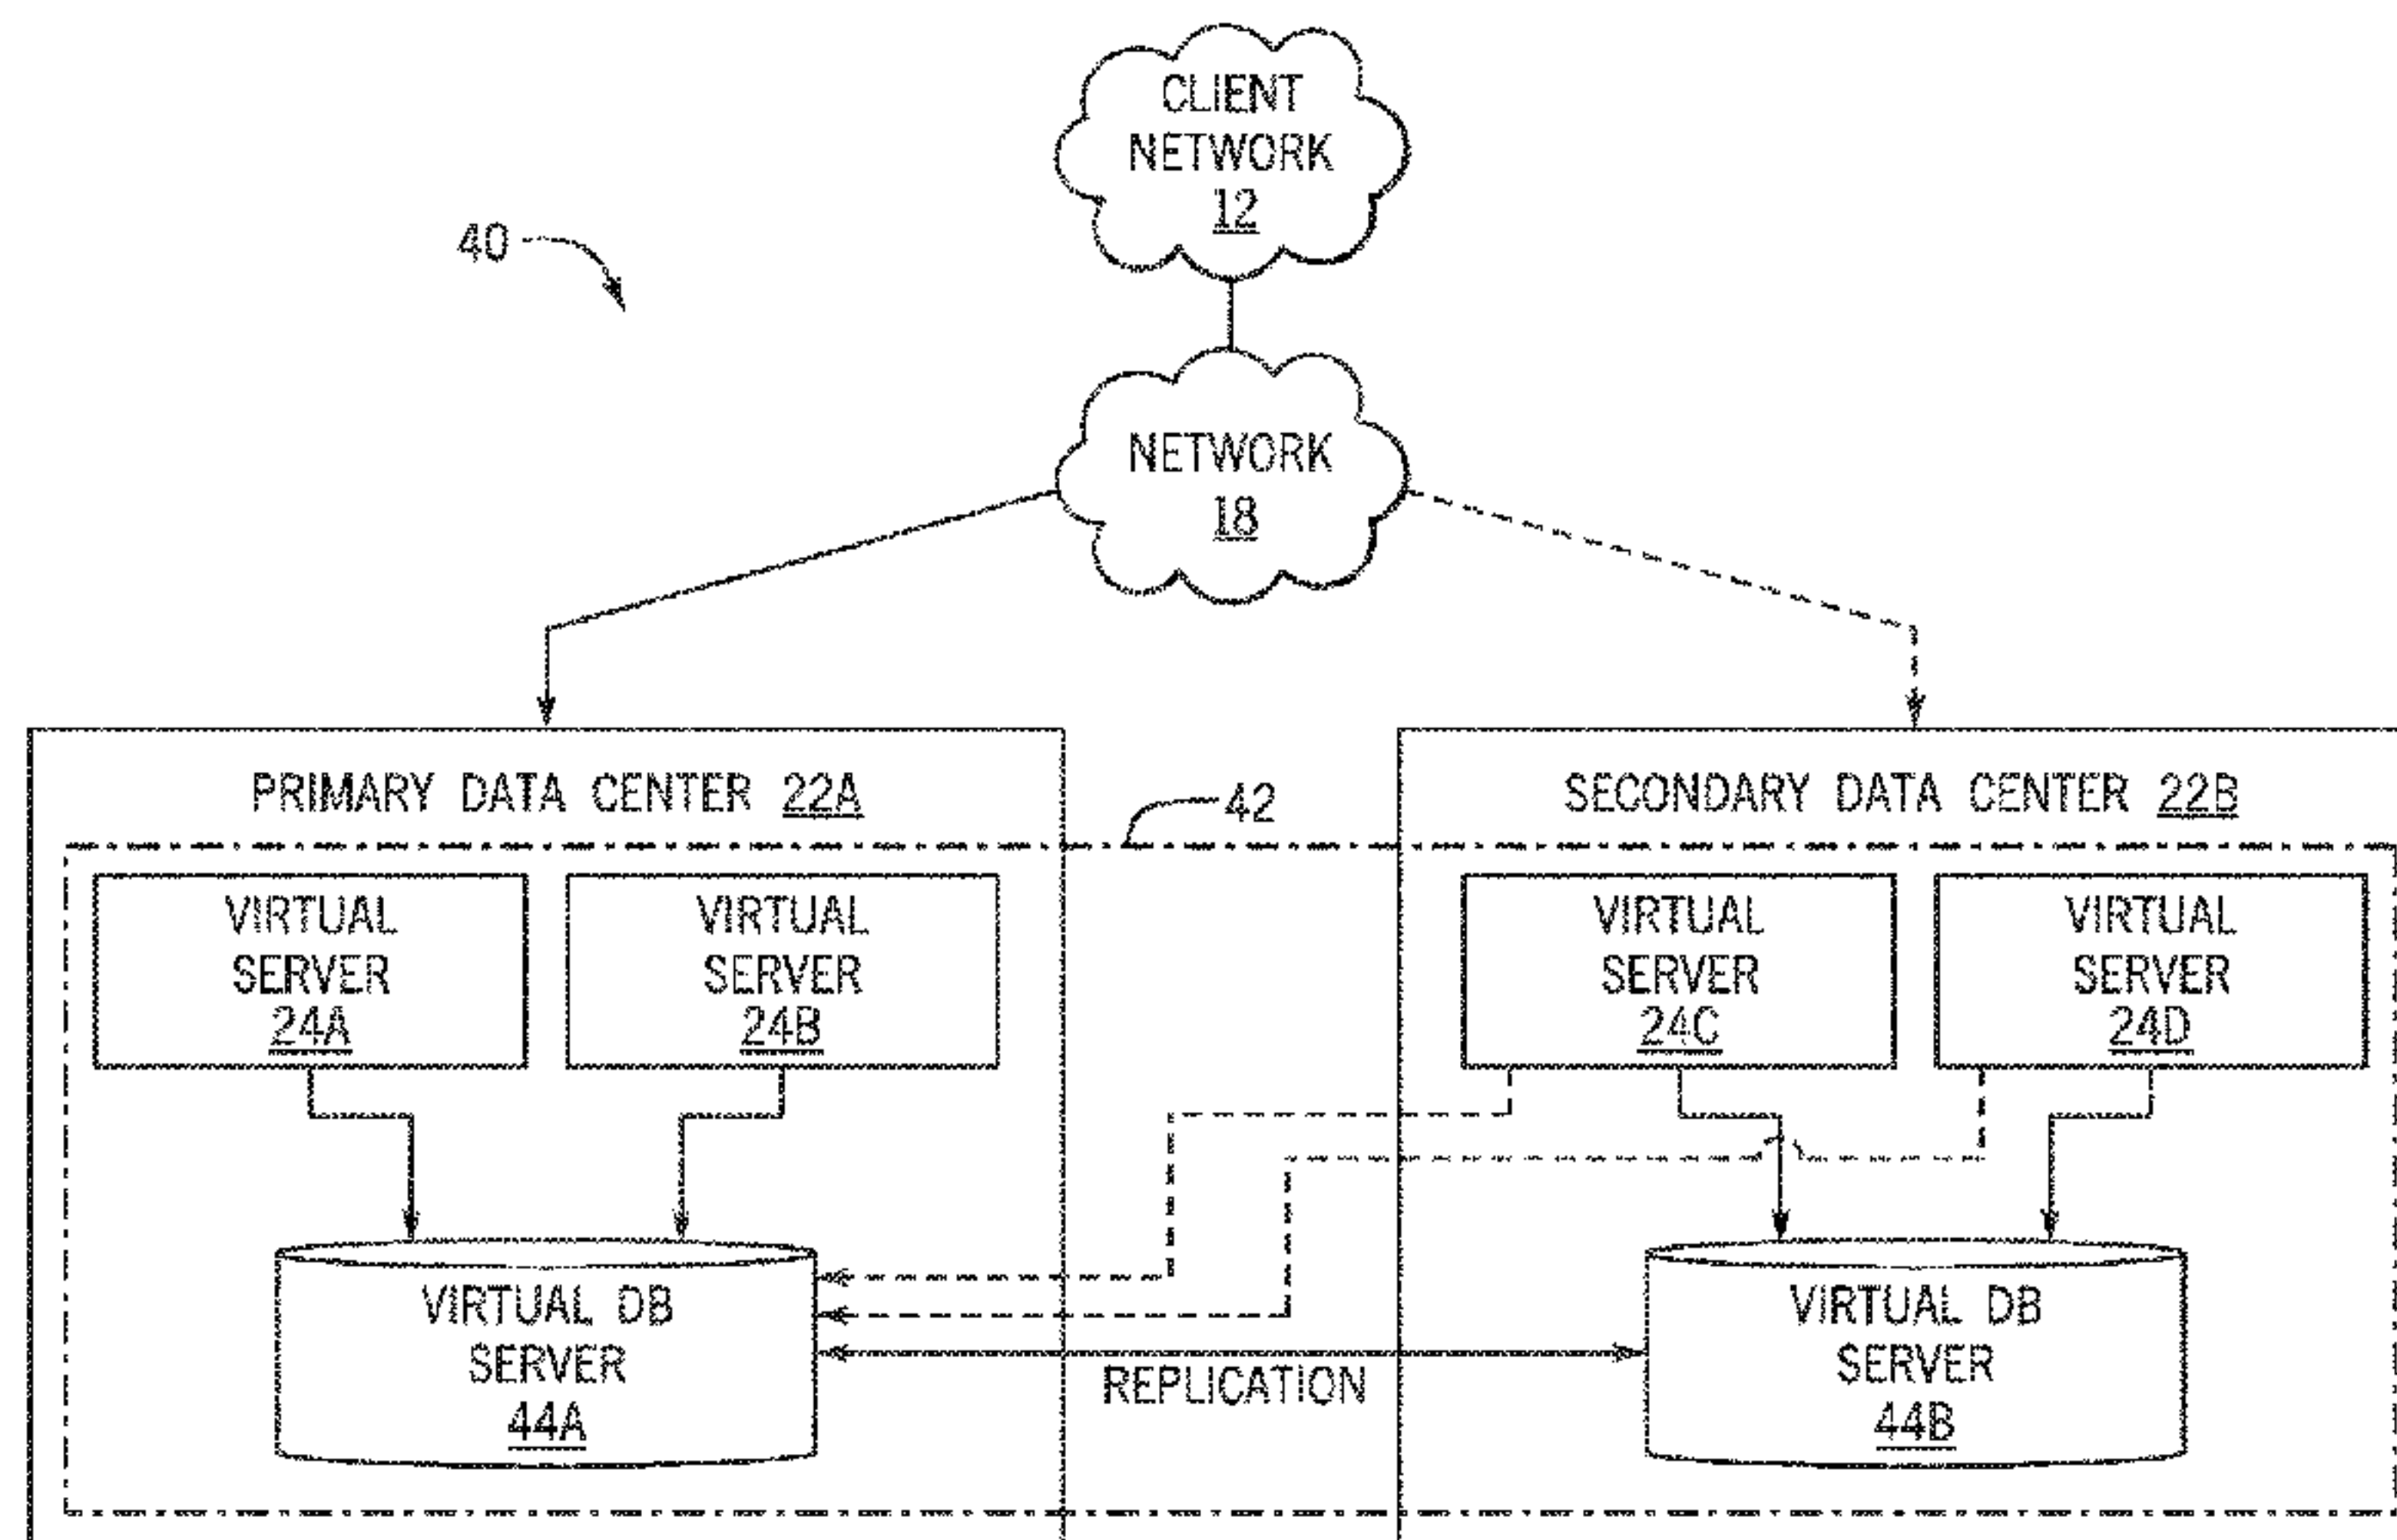 CLIENT
NETWORK
12
40
NETWORK
18
PRIMARY DATA CENTER 22A
42
SECONDARY DATA CENTER 22B
VIRTUAL
SERVER
24A
VIRTUAL
SERVER
24B
VIRTUAL
SERVER
24C
VIRTUAL
SERVER
24D
VIRTUAL DB
SERVER
44A
REPLICATION
VIRTUAL DB
SERVER
44B